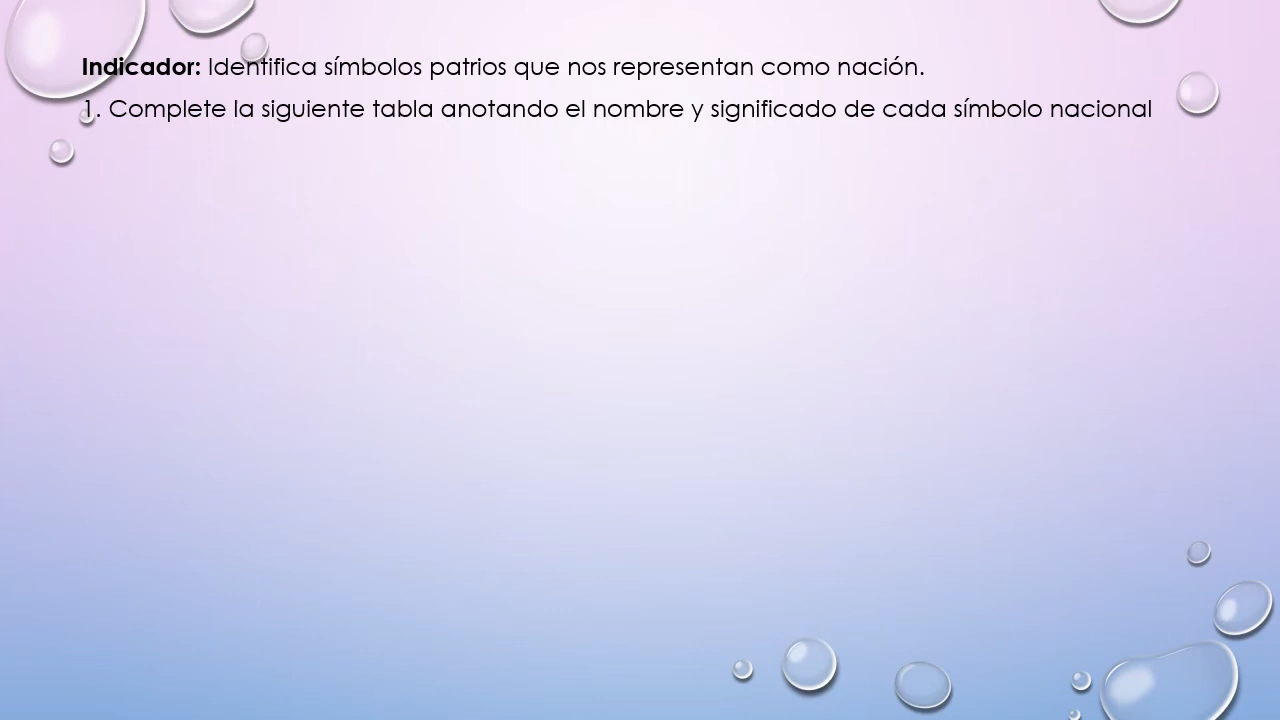 Indicador: Identifica símbolos patrios que nos representan como nación.
1. Complete la siguiente tabla anotando el nombre y significado de cada símbolo nacional